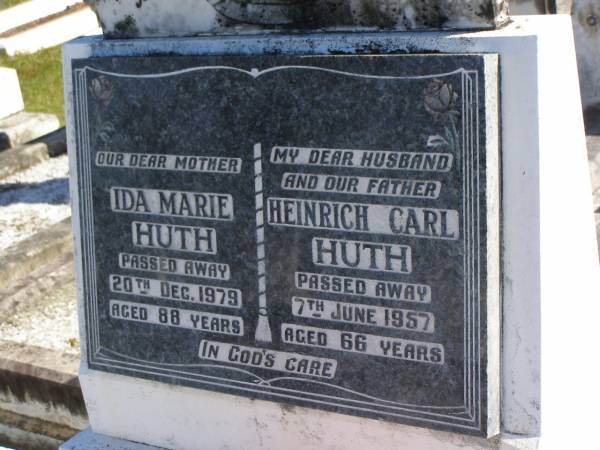 OUR DEAR MOTHER
IDA MARIE
HUTH
PASSED AWAY
20TH DEC. 1979
AGED 88 YEARS
MY DEAR HUSBAND
AND OUR FATHER
HEINRICH CARL
HUTH
PASSED AWAY
7TH JUNE 1957
AGED 66 YEARS
IN GOD'S CARE